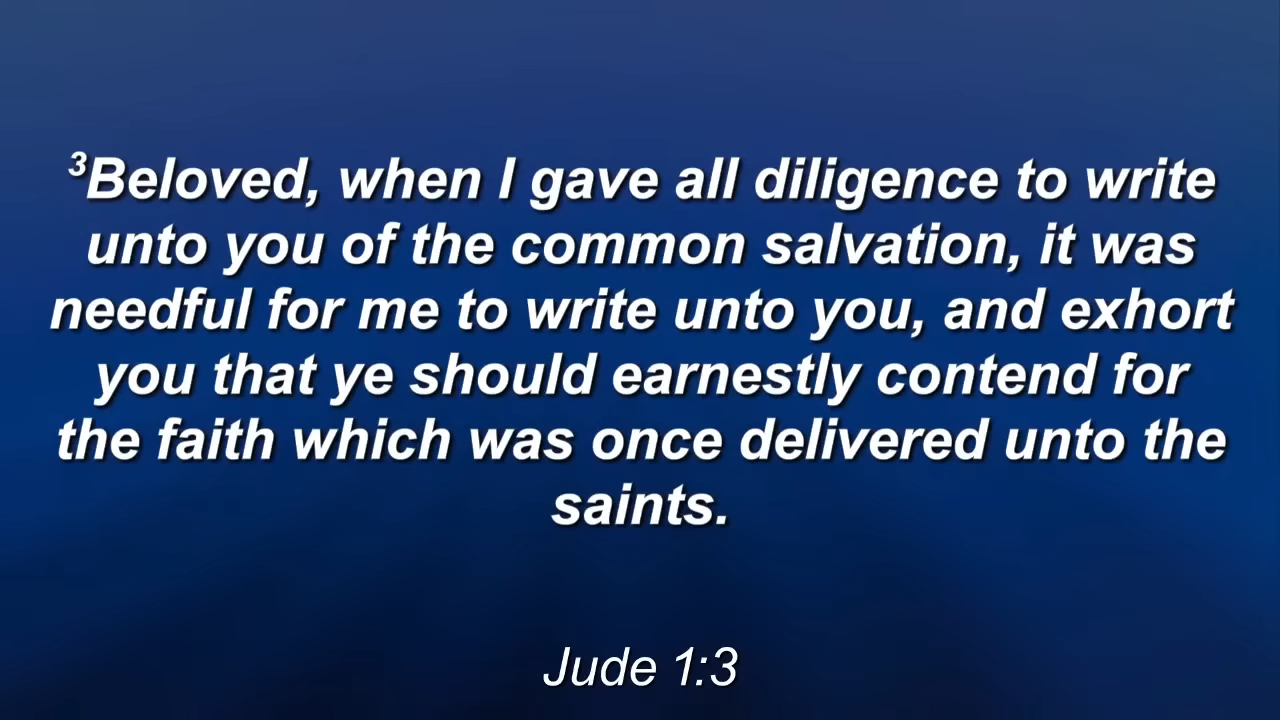 ³Beloved, when I gave all diligence to write
unto you of the common salvation, it was
needful for me to write unto you, and exhort
you that ye should earnestly contend for
the faith which was once delivered unto the
saints.
Jude 1:3